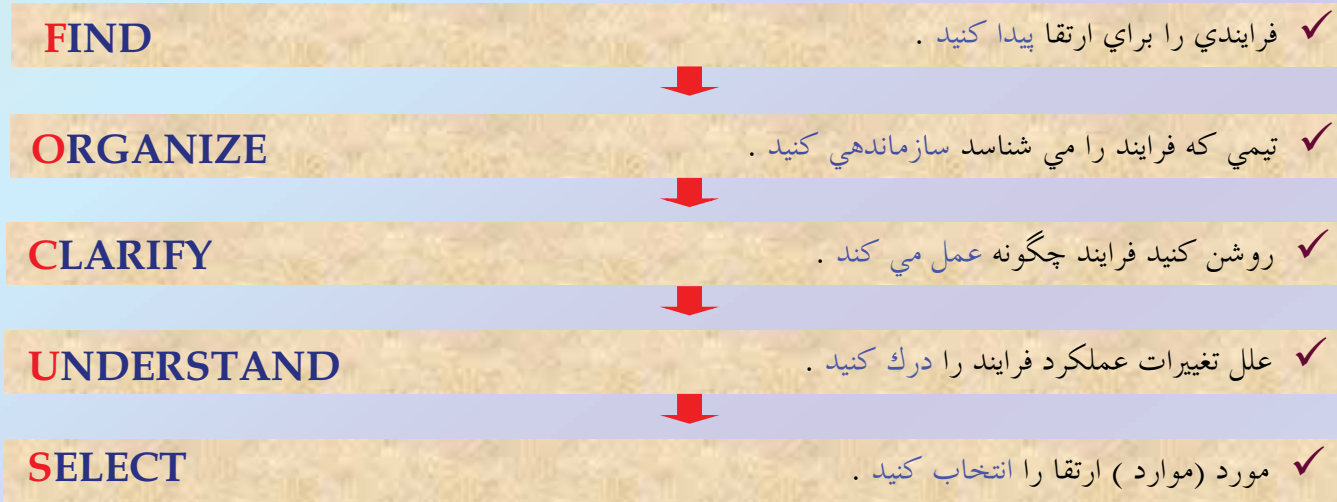 FIND ✓ فرايندي را براي ارتقا پيدا كنيد .
ORGANIZE ✓ تيمي كه فرايند را مي شناسد سازماندهي كنيد .
CLARIFY ✓ روشن كنيد فرايند چگونه عمل مي كند .
UNDERSTAND ✓ علل تغييرات عملكرد فرايند را درك كنيد .
SELECT ✓ مورد (موارد ) ارتقا را انتخاب كنيد .